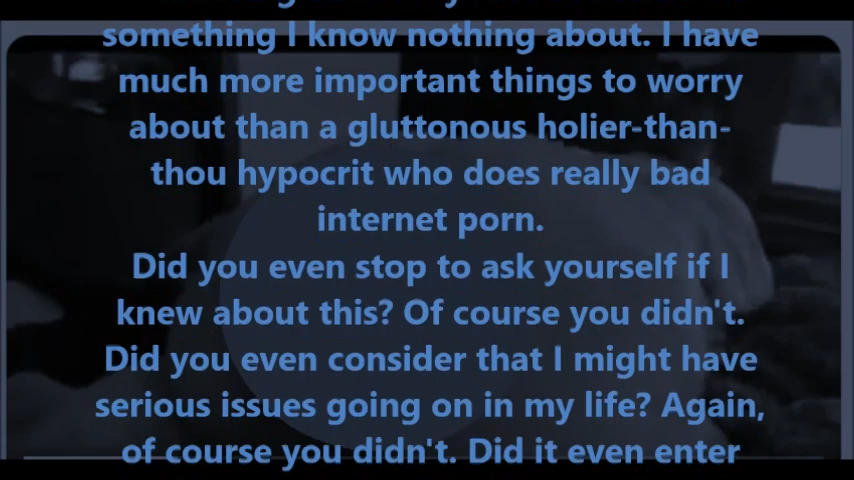 something I know nothing about. I have
much more important things to worry
about than a gluttonous holier-than-
thou hypocrit who does really bad
internet porn.
Did you even stop to ask yourself if I
knew about this? Of course you didn't.
Did you even consider that I might have
serious issues going on in my life? Again,
of course you didn't. Did it even enter